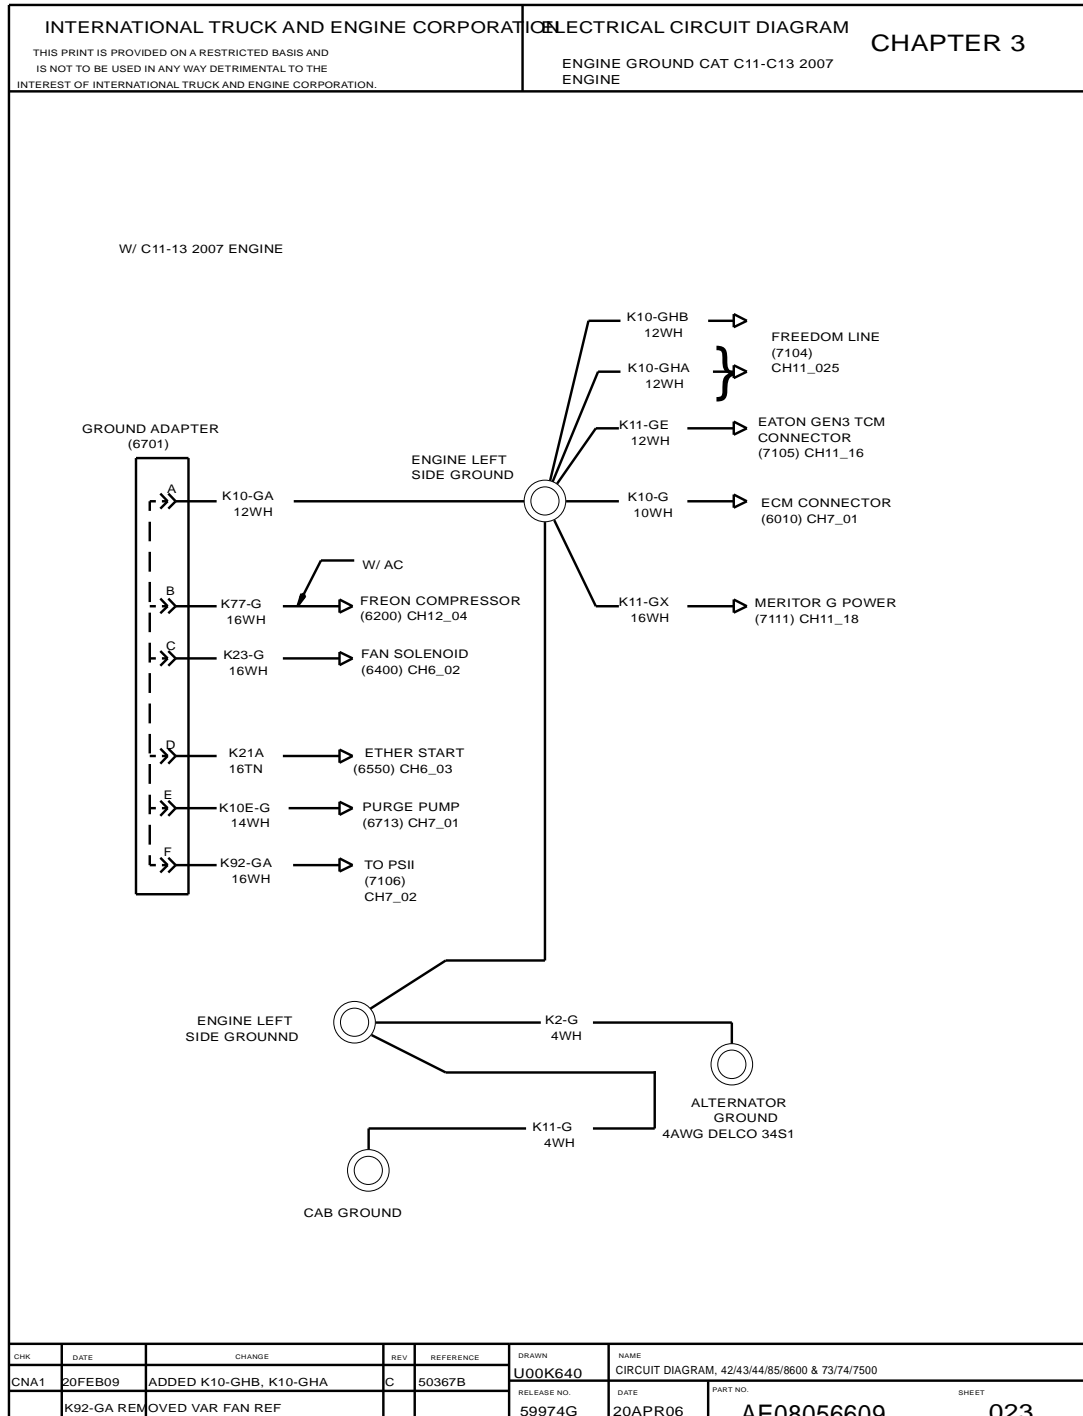 INTERNATIONAL TRUCK AND ENGINE CORPORATION
THIS PRINT IS PROVIDED ON A RESTRICTED BASIS AND
IS NOT TO BE USED IN ANY WAY DETRIMENTAL TO THE
INTEREST OF INTERNATIONAL TRUCK AND ENGINE CORPORATION.
ELECTRICAL CIRCUIT DIAGRAM
ENGINE GROUND CAT C11-C13 2007
ENGINE
CHAPTER 3
W/ C11-13 2007 ENGINE
K10-GHB
12WH
FREEDOM LINE
(7104)
CH11_025
K10-GHA
12WH
K11-GE
12WH
EATON GEN3 TCM
CONNECTOR
(7105) CH11_16
GROUND ADAPTER
(6701)
ENGINE LEFT
SIDE GROUND
A
K10-GA
12WH
K10-G
10WH
ECM CONNECTOR
(6010) CH7_01
W/ AC
B
K77-G
16WH
FREON COMPRESSOR
(6200) CH12_04
K11-GX
16WH
MERITOR G POWER
(7111) CH11_18
C
K23-G
16WH
FAN SOLENOID
(6400) CH6_02
D
K21A
16TN
ETHER START
(6550) CH6_03
E
K10E-G
14WH
PURGE PUMP
(6713) CH7_01
F
K92-GA
16WH
TO PSII
(7106)
CH7_02
ENGINE LEFT
SIDE GROUNND
K2-G
4WH
ALTERNATOR
GROUND
4AWG DELCO 34S1
K11-G
4WH
CAB GROUND
CHK DATE CHANGE REV REFERENCE
CNA1 20FEB09 ADDED K10-GHB, K10-GHA C 50367B
K92-GA REMOVED VAR FAN REF
DRAWN
U00K640
NAME
CIRCUIT DIAGRAM, 42/43/44/85/8600 & 73/74/7500
RELEASE NO.
59974G
DATE
20APR06
PART NO.
AE08056609
SHEET
023